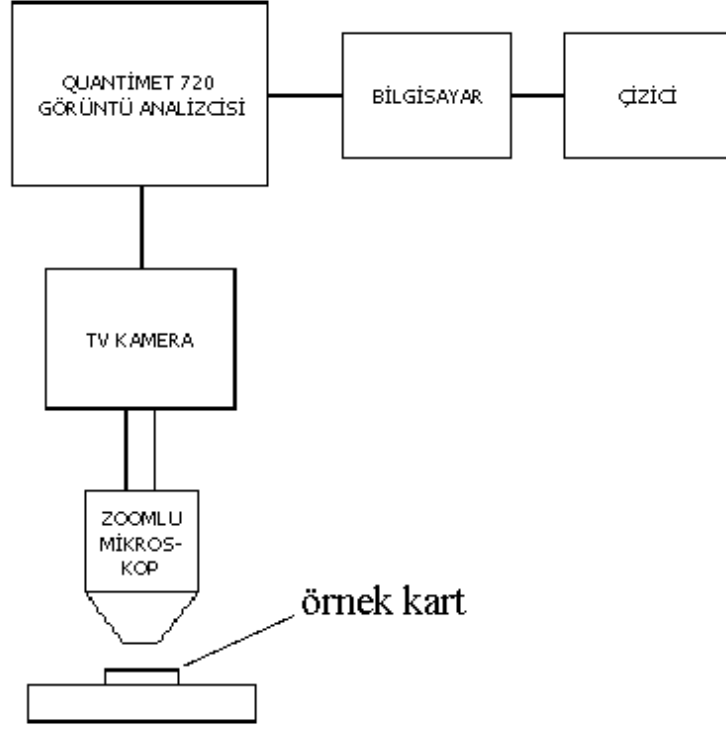 QUANTİMET 720
GÖRÜNTÜ ANALİZCİSİ
BİLGİSAYAR
ÇİZİCİ
TV KAMERA
ZOOMLU
MİKROS-
KOP
örnek kart